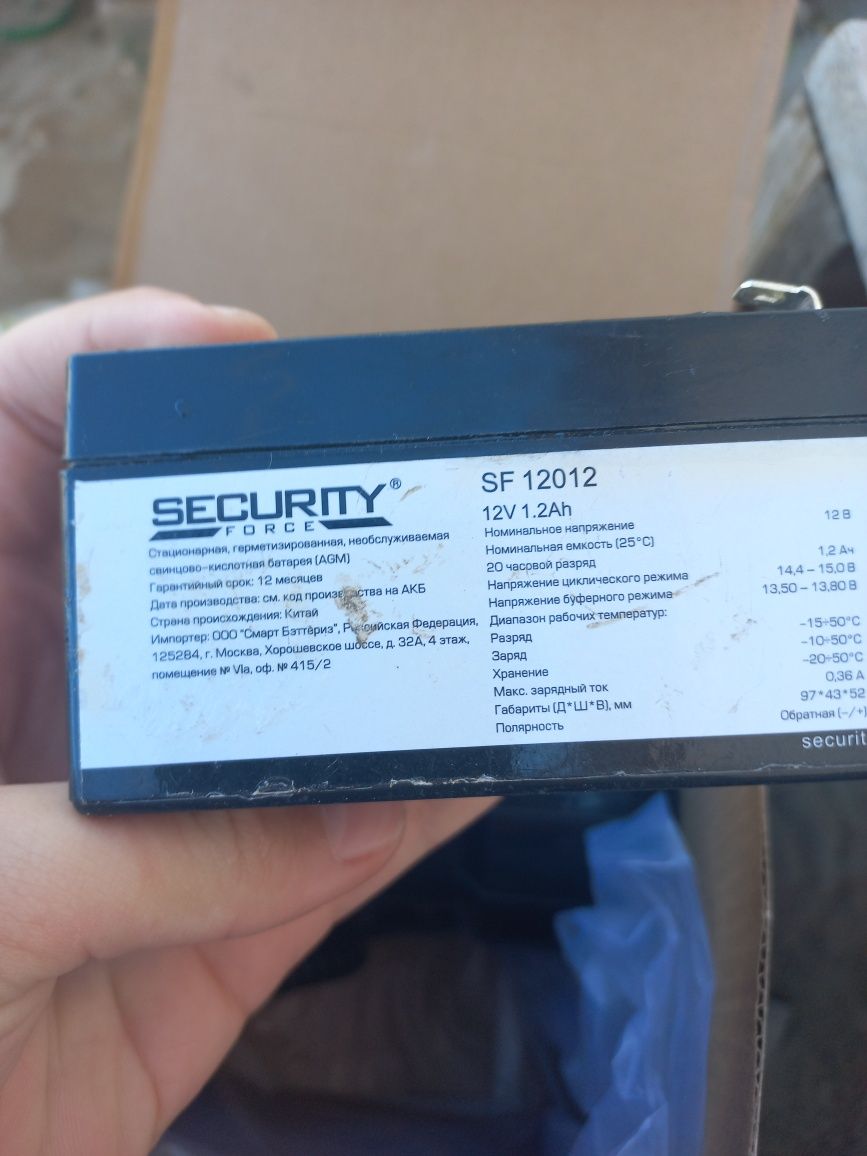 SECURITY®
FORCE
Стационарная, герметизированная, необслуживаемая
свинцово-кислотная батарея (AGM)
Гарантийный срок: 12 месяцев
Дата производства: см. код производства на АКБ
Страна происхождения: Китай
Импортер: ООО "Смарт Бэттериз", Российская Федерация,
125284, г. Москва, Хорошевское шоссе, д. 32А, 4 этаж,
помещение № VIa, оф. № 415/2
SF 12012
12V 1.2Ah
Номинальное напряжение 12 В
Номинальная емкость (25°C)
20 часовой разряд 1,2 Ач
Напряжение циклического режима 14,4 – 15,0 В
Напряжение буферного режима 13,50 – 13,80В
Диапазон рабочих температур:
Разряд -15÷50°C
Заряд -10÷50°C
Хранение -20÷50°C
Макс. зарядный ток 0,36 А
Габариты (Д*Ш*В), мм 97*43*52
Полярность Обратная (–/+)
securit